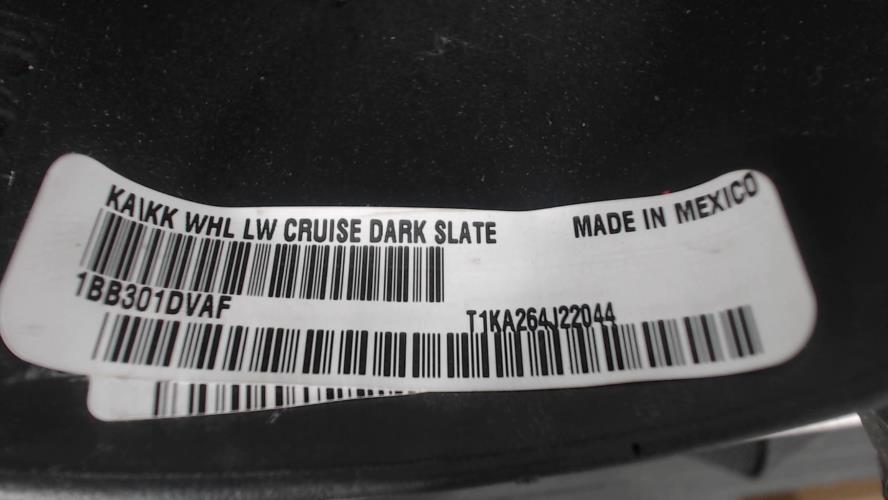 KA\KK WHL LW CRUISE DARK SLATE MADE IN MEXICO
1BB301DVAF
T1KA264J22044